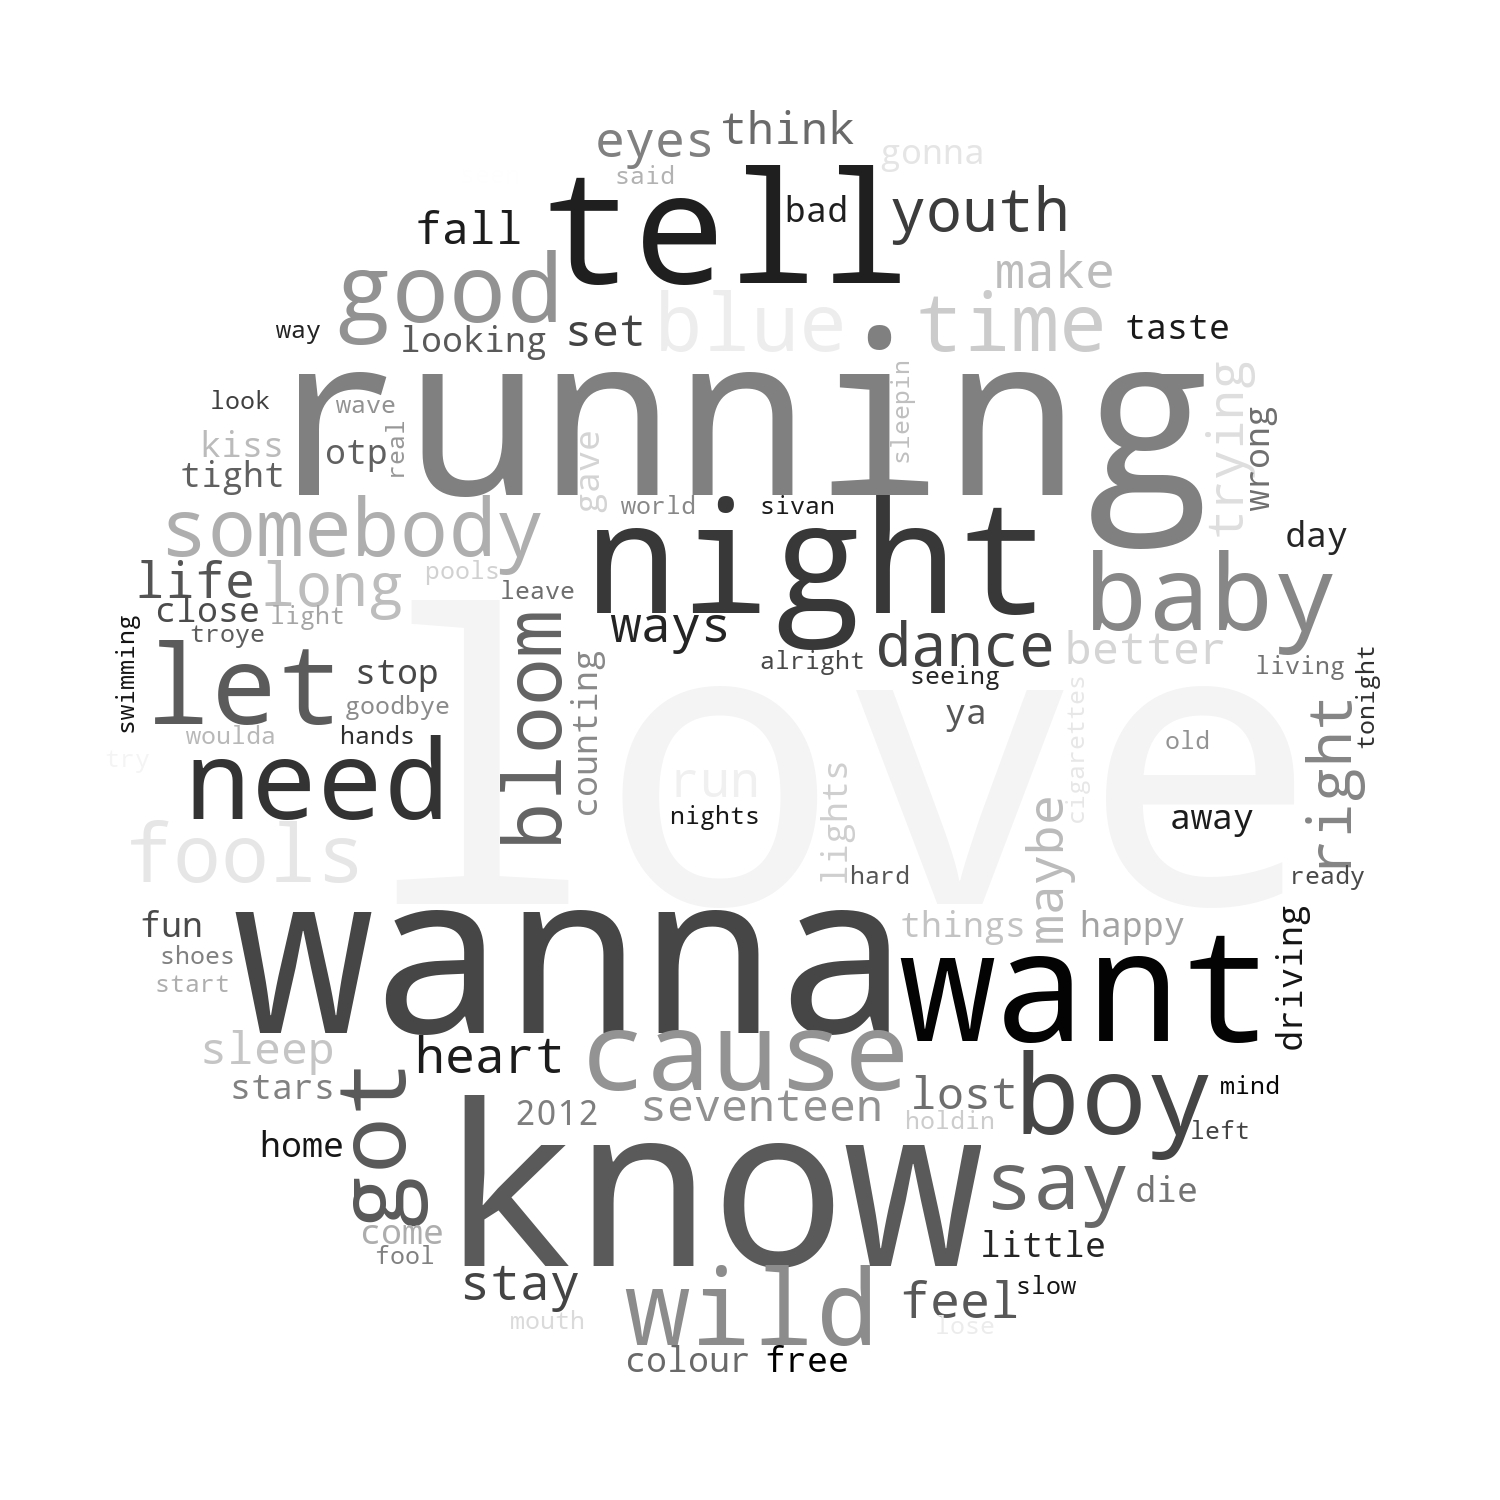 eyes think
said gonna
tell bad youth
fall
good make
blue time
way looking set taste
running
look wave sleepin trying
kiss otp real gave wrong
tight
somebody world sivan
night day
life long pools baby
close light leave
troye ways dance better
swimming let stop bloom counting alright seeing living tonight
goodbye ya right
woulda hands cigarettes old
try need love run
nights lights maybe away
fools hard ready
fun wanna things happy driving
shoes want
start
sleep heart cause
stars got 2012 seventeen lost boy mind
holdin left
home know say die
come little
fool
stay wild feel slow
mouth lose
colour free